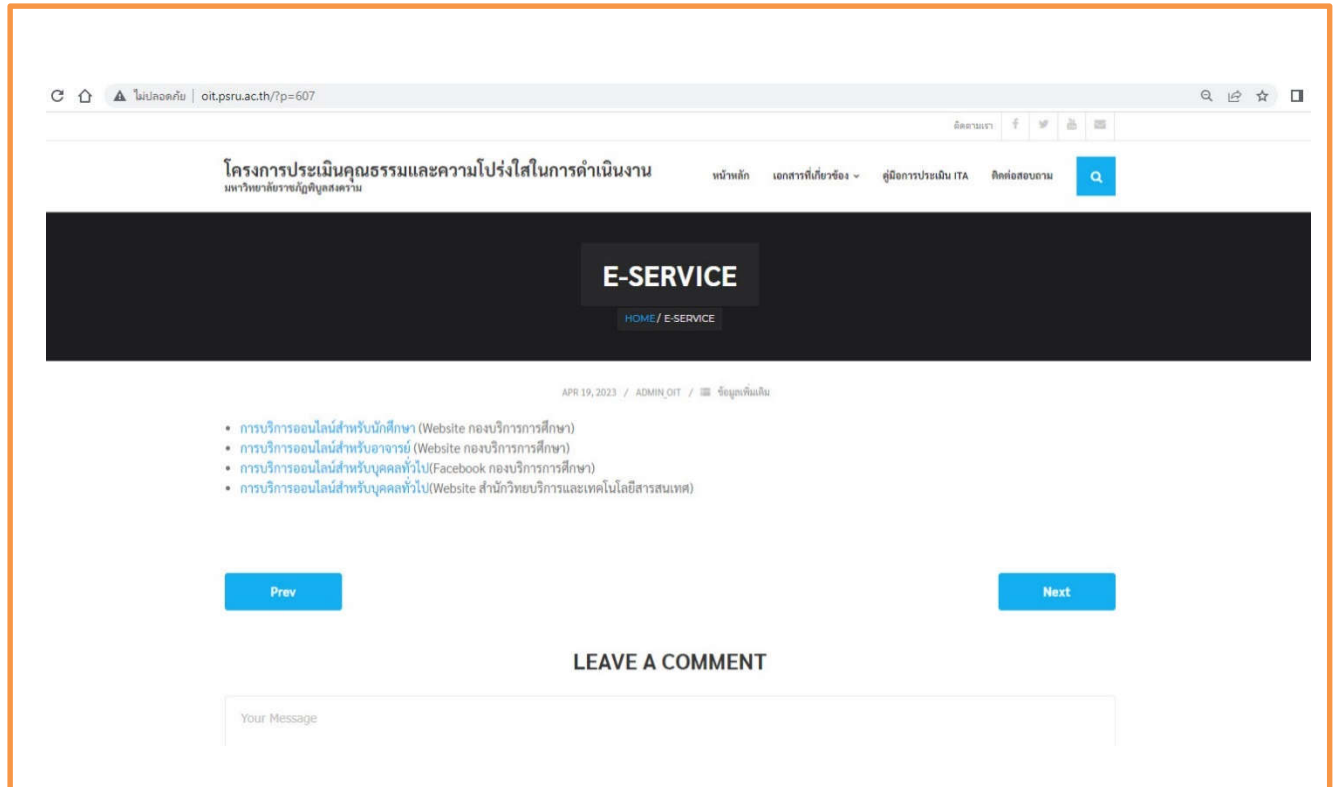 ไม่ปลอดภัย | oit.psru.ac.th/?p=607
ติดตามเรา
โครงการประเมินคุณธรรมและความโปร่งใสในการดำเนินงาน
มหาวิทยาลัยราชภัฏพิบูลสงคราม
หน้าหลัก เอกสารที่เกี่ยวข้อง คู่มือการประเมิน ITA ติดต่อสอบถาม
E-SERVICE
HOME / E-SERVICE
APR 19, 2023 / ADMIN_OIT / ข้อมูลเพิ่มเติม
• การบริการออนไลน์สำหรับนักศึกษา (Website กองบริการการศึกษา)
• การบริการออนไลน์สำหรับอาจารย์ (Website กองบริการการศึกษา)
• การบริการออนไลน์สำหรับบุคคลทั่วไป(Facebook กองบริการการศึกษา)
• การบริการออนไลน์สำหรับบุคคลทั่วไป(Website สำนักวิทยบริการและเทคโนโลยีสารสนเทศ)
Prev Next
LEAVE A COMMENT
Your Message